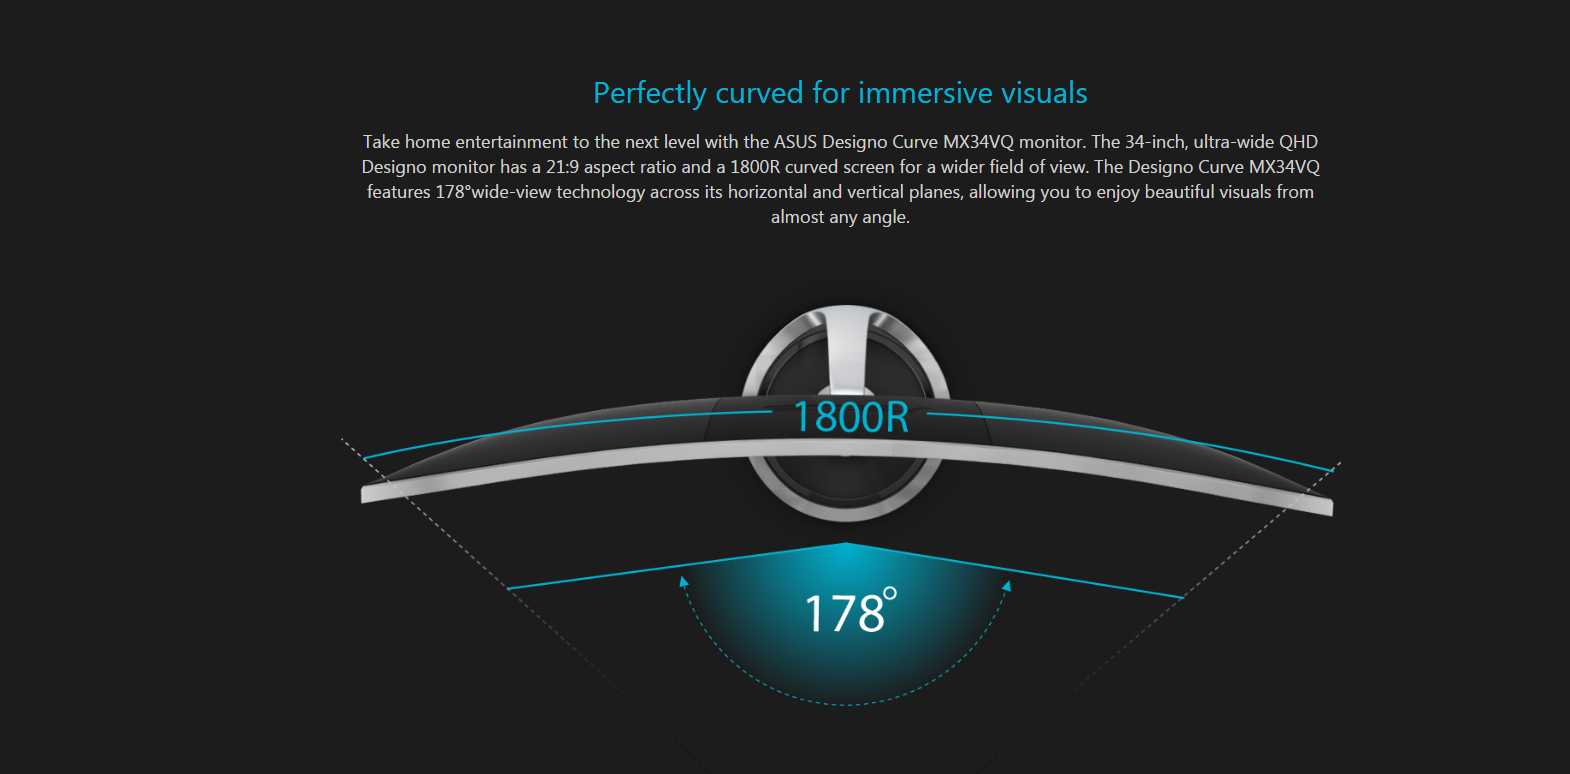 Perfectly curved for immersive visuals
Take home entertainment to the next level with the ASUS Designo Curve MX34VQ monitor. The 34-inch, ultra-wide QHD
Designo monitor has a 21:9 aspect ratio and a 1800R curved screen for a wider field of view. The Designo Curve MX34VQ
features 178°wide-view technology across its horizontal and vertical planes, allowing you to enjoy beautiful visuals from
almost any angle.
1800R
178°